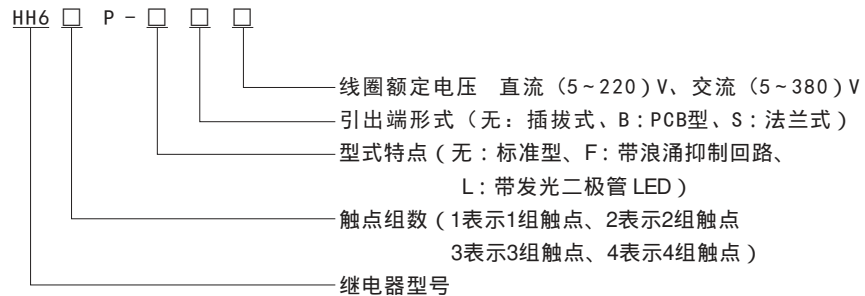 HH6 □ P - □ □ □
线圈额定电压 直流（5~220）V、交流（5~380）V
引出端形式（无：插拔式、B：PCB型、S：法兰式）
型式特点（无：标准型、F：带浪涌抑制回路、
L：带发光二极管 LED）
触点组数（1表示1组触点、2表示2组触点
3表示3组触点、4表示4组触点）
继电器型号